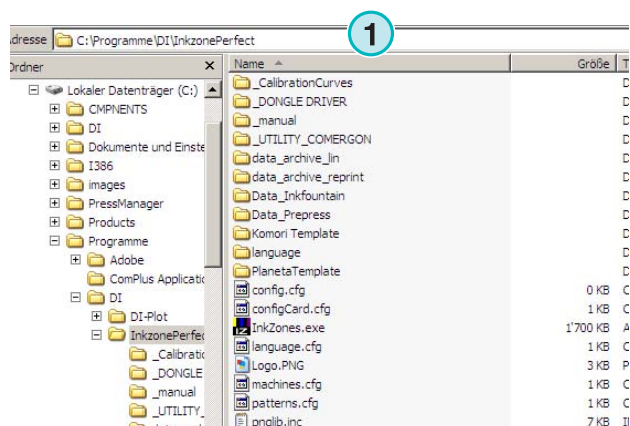 Adresse C:\Programme\DI\InkzonePerfect
1
Ordner
Name Größe
Lokaler Datenträger (C:)
CMPNENTS
DI
Dokumente und Einste
I386
images
PressManager
Products
Programme
Adobe
ComPlus Applicatio
DI
DI-Plot
InkzonePerfec
_Calibratic
_DONGLE
_manual
_UTILITY_
_CalibrationCurves
_DONGLE DRIVER
_manual
_UTILITY_COMERGON
data_archive_lin
data_archive_reprint
Data_Inkfountain
Data_Prepress
Komori Template
language
PlanetaTemplate
config.cfg 0 KB
configCard.cfg 1 KB
InkZones.exe 1'700 KB
language.cfg 1 KB
Logo.PNG 3 KB
machines.cfg 1 KB
patterns.cfg 1 KB
pnglib.inc 7 KB